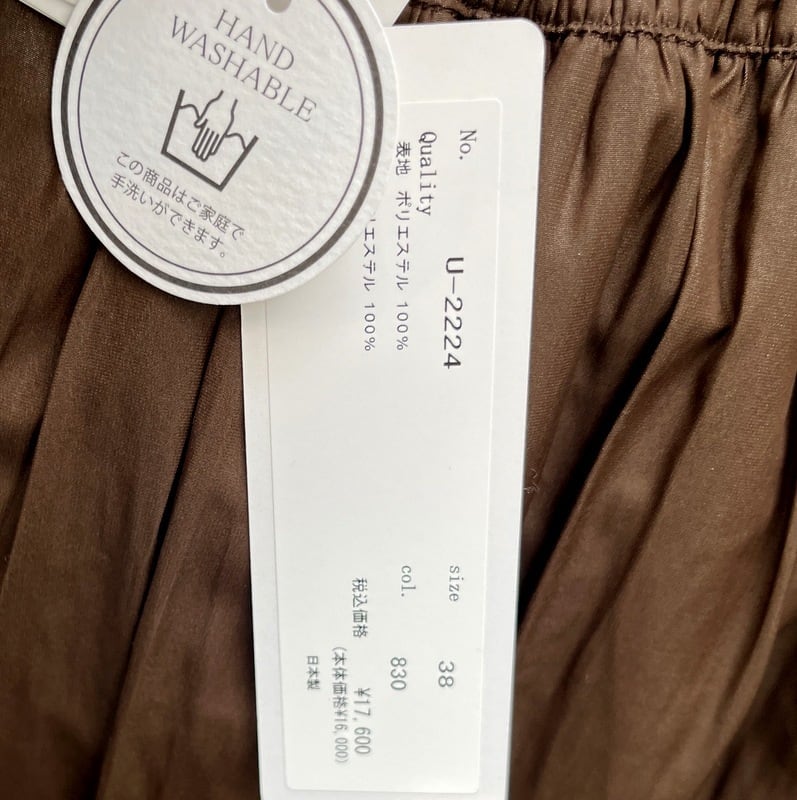 HAND
WASHABLE
この商品はご家庭で
手洗いができます。
No. U-2224
Quality
表地 ポリエステル 100%
エステル 100%
size 38
col. 830
税込価格 ¥17,600
(本体価格¥16,000)
日本製